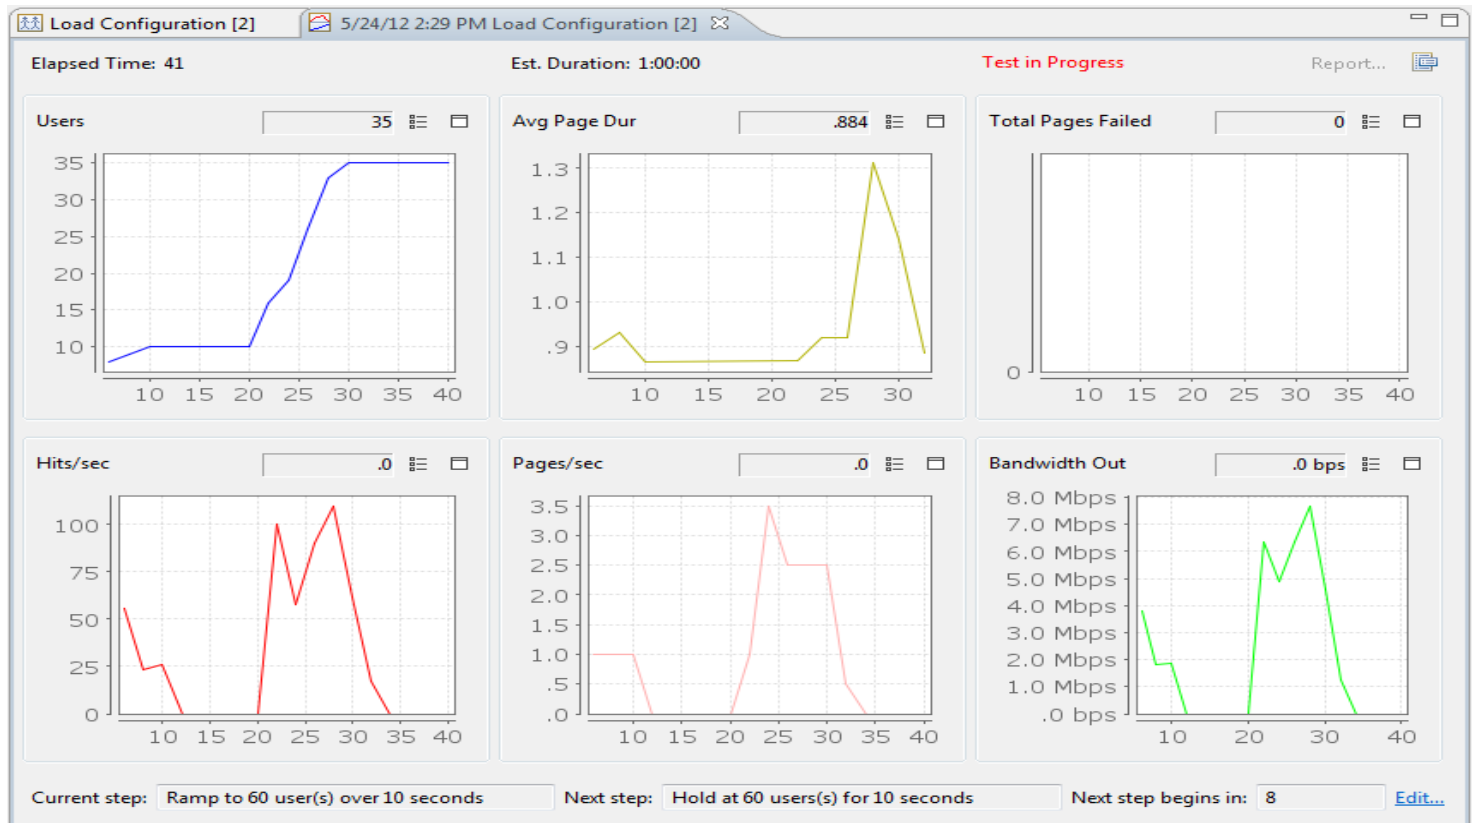 Load Configuration [2]
5/24/12 2:29 PM Load Configuration [2]
Elapsed Time: 41
Est. Duration: 1:00:00
Test in Progress
Report...
Users
35
35
30
25
20
15
10
10 15 20 25 30 35 40
Avg Page Dur
.884
1.3
1.2
1.1
1.0
.9
10 15 20 25 30
Total Pages Failed
0
0
10 15 20 25 30 35 40
Hits/sec
.0
100
75
50
25
0
10 15 20 25 30 35 40
Pages/sec
.0
3.5
3.0
2.5
2.0
1.5
1.0
.5
.0
10 15 20 25 30 35 40
Bandwidth Out
.0 bps
8.0 Mbps
7.0 Mbps
6.0 Mbps
5.0 Mbps
4.0 Mbps
3.0 Mbps
2.0 Mbps
1.0 Mbps
.0 bps
10 20 30 40
Current step: Ramp to 60 user(s) over 10 seconds
Next step: Hold at 60 users(s) for 10 seconds
Next step begins in: 8
Edit...